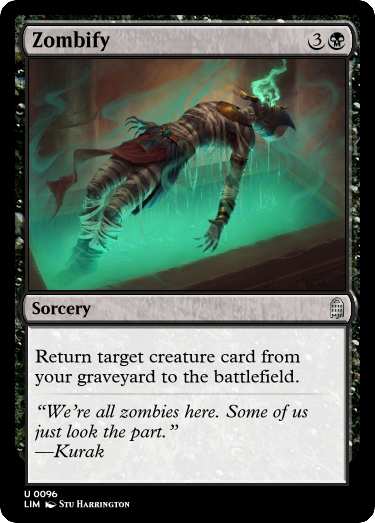 Zombify 3
Sorcery
Return target creature card from
your graveyard to the battlefield.
“We’re all zombies here. Some of us
just look the part.”
—Kurak
U 0096
LIM Stu Harrington